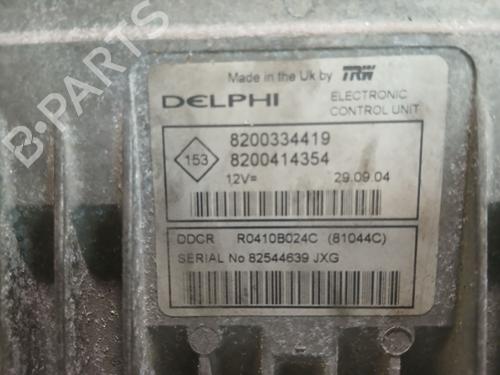 B-PARTS
Made in the Uk by TRW
DELPHI ELECTRONIC
CONTROL UNIT
8200334419
153 8200414354
12V= 29.09.04
DDCR R0410B024C (81044C)
SERIAL No 82544639 JXG